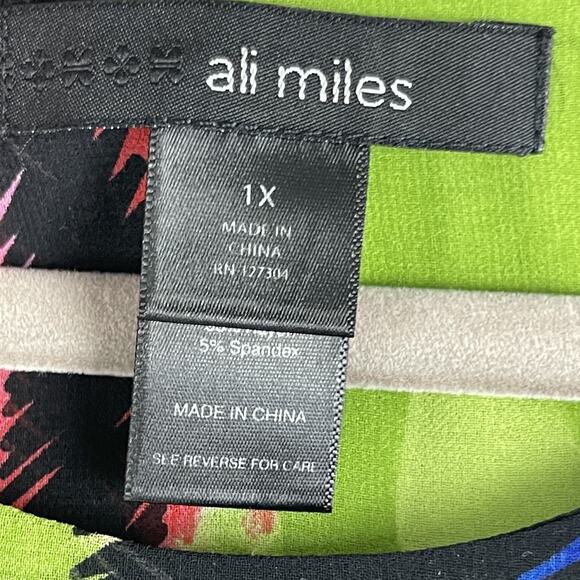 ali miles
1X
MADE IN
CHINA
RN 127304
5% Spandex
MADE IN CHINA
SEE REVERSE FOR CARE